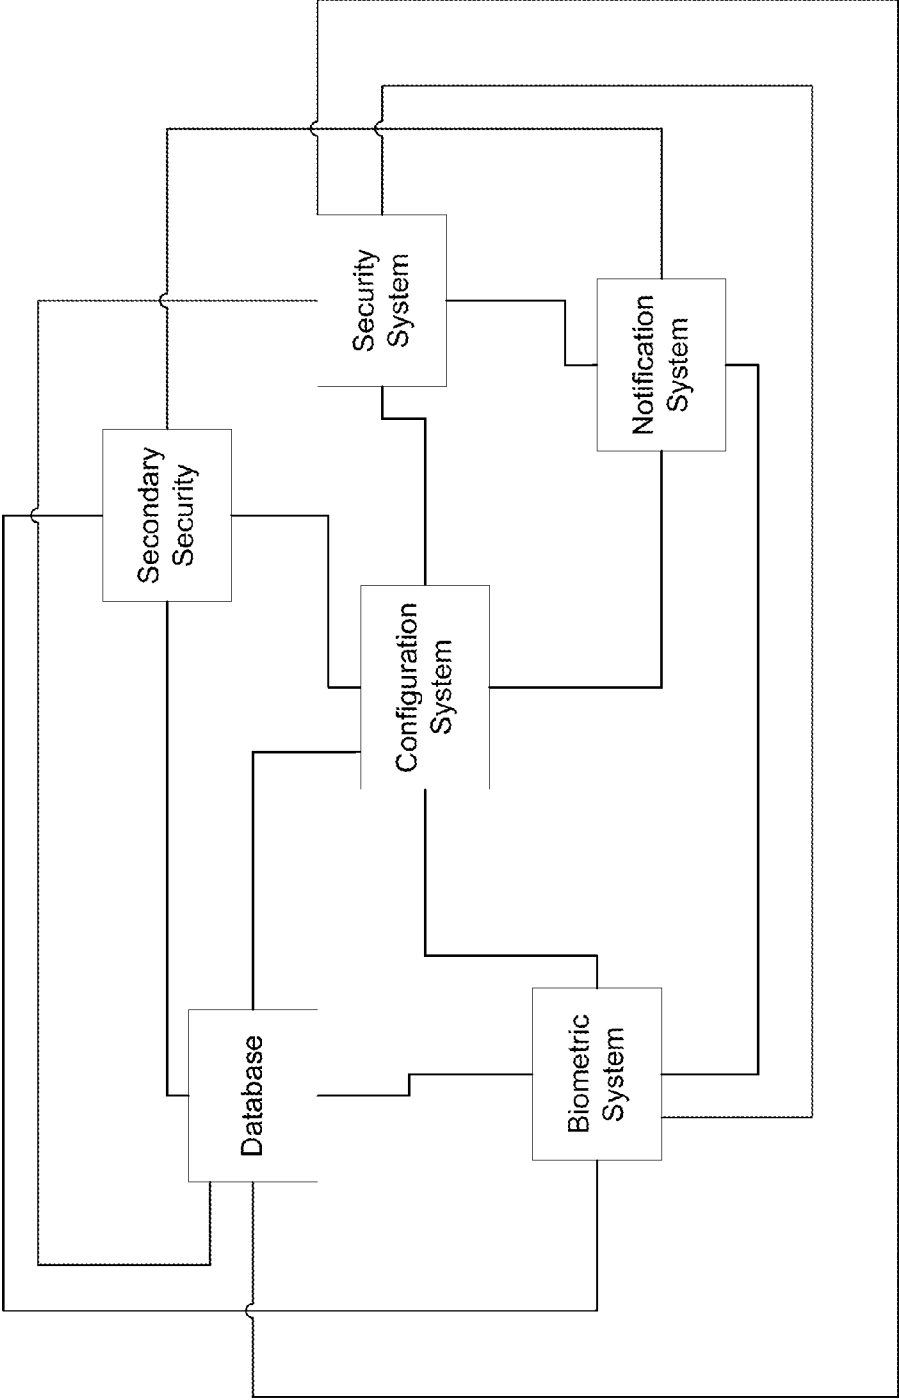 Security
System
Notification
System
Secondary
Security
Configuration
System
Database
Biometric
System